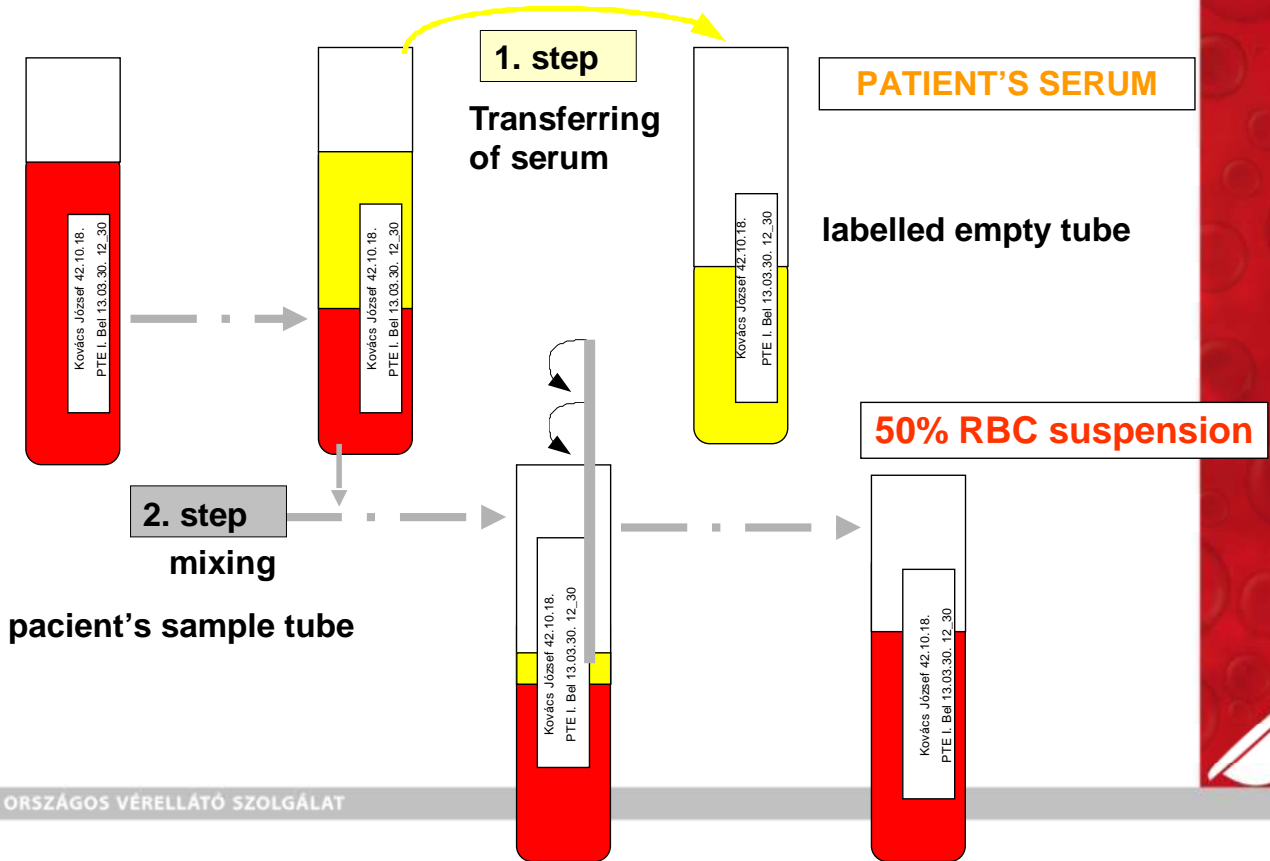 1. step
PATIENT'S SERUM
Transferring
of serum
labelled empty tube
Kovács József 42.10.18.
PTE I. Bel 13.03.30. 12_30
Kovács József 42.10.18.
PTE I. Bel 13.03.30. 12_30
Kovács József 42.10.18.
PTE I. Bel 13.03.30. 12_30
50% RBC suspension
2. step
mixing
pacient's sample tube
Kovács József 42.10.18.
PTE I. Bel 13.03.30. 12_30
Kovács József 42.10.18.
PTE I. Bel 13.03.30. 12_30
ORSZÁGOS VÉRELLÁTÓ SZOLGÁLAT